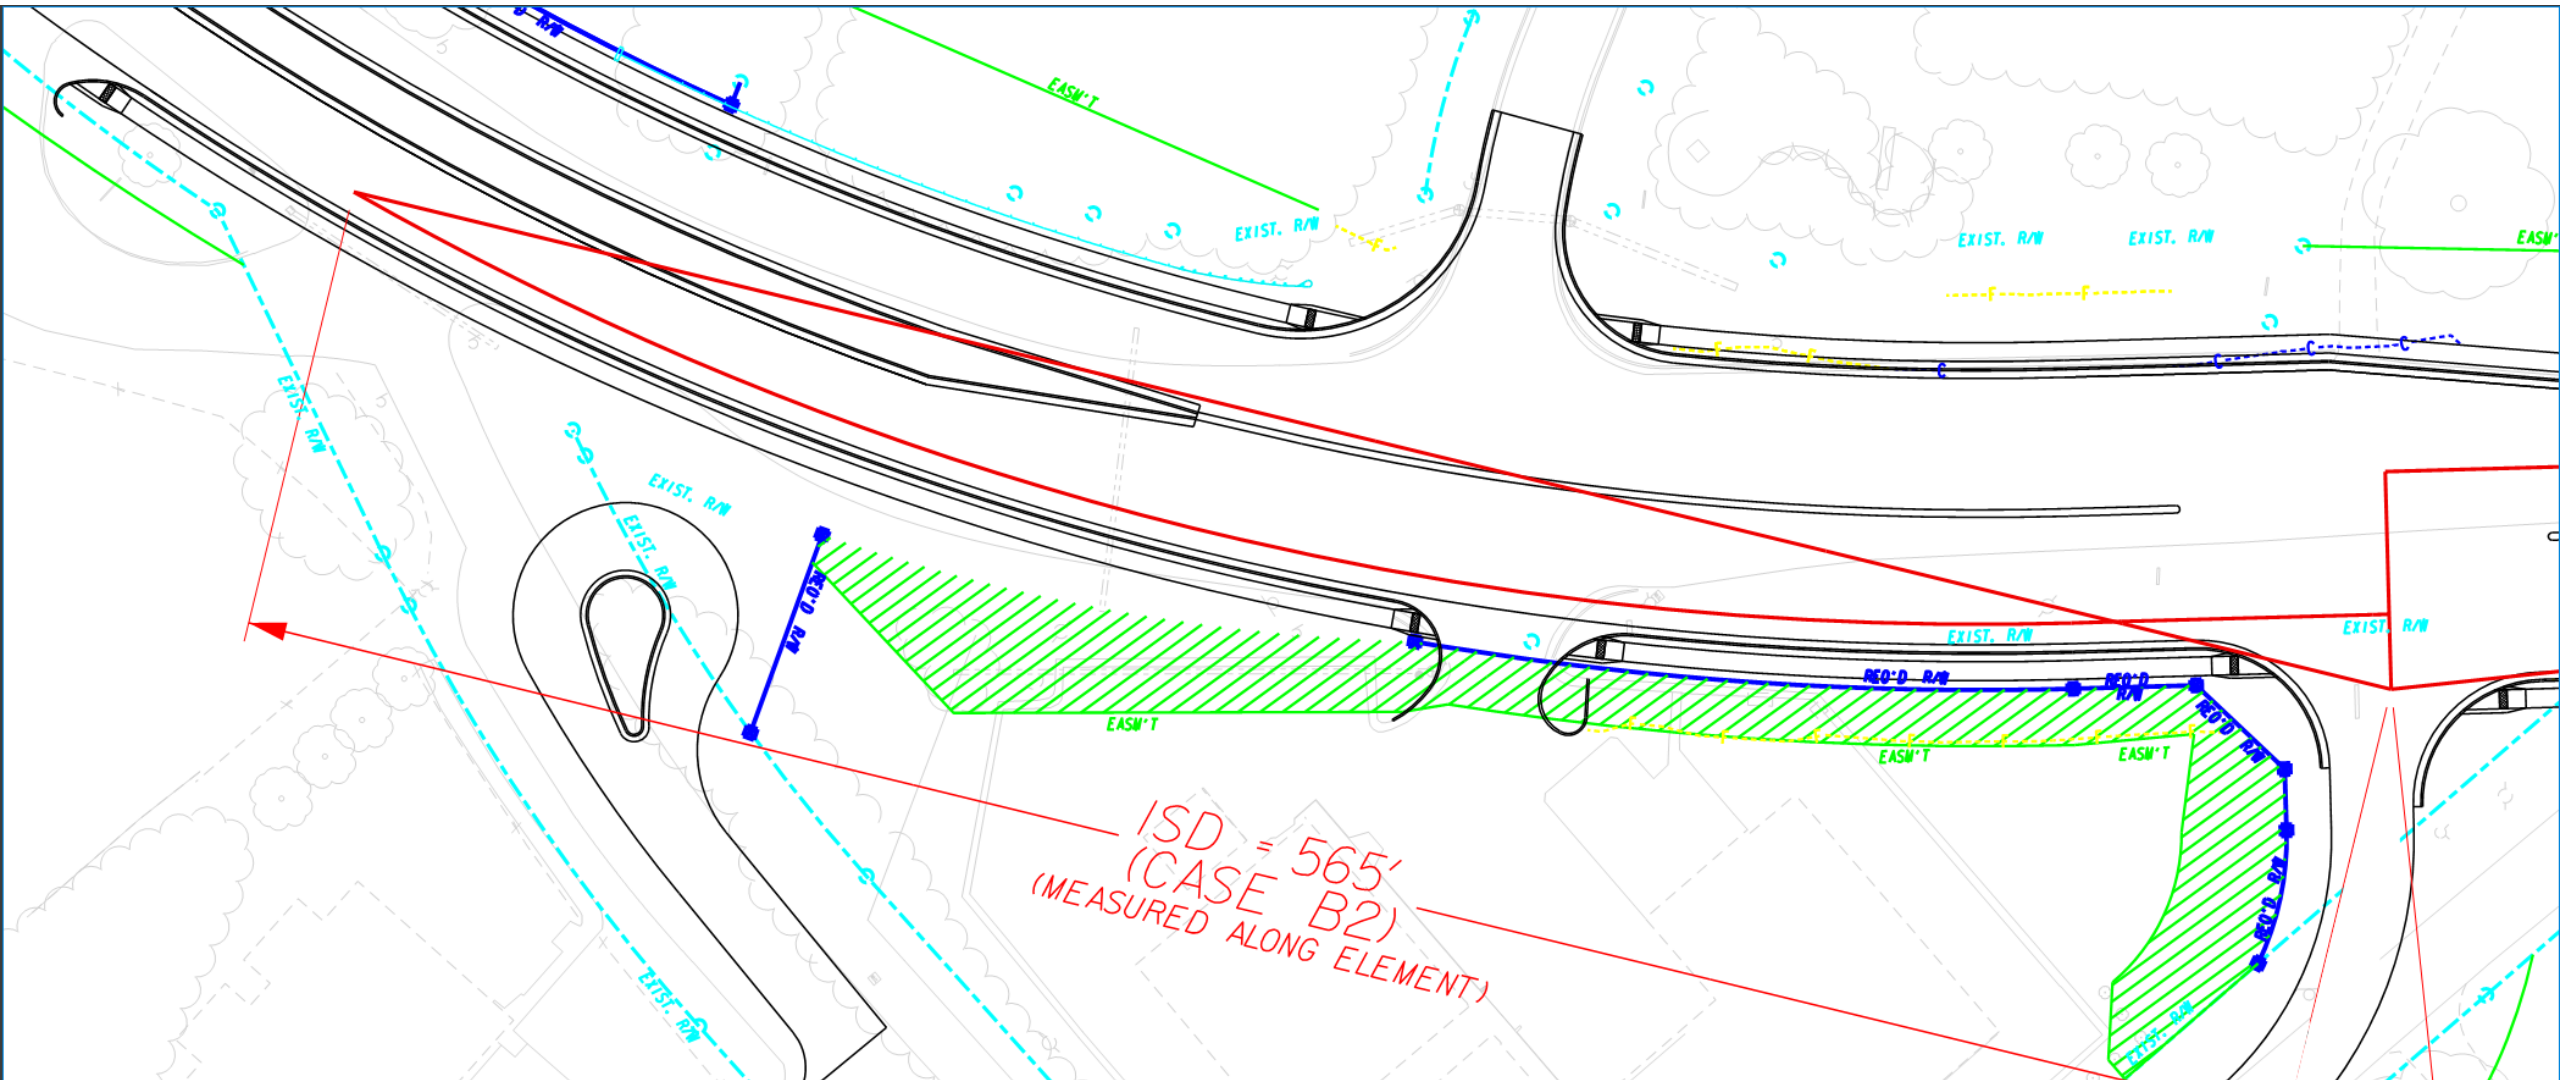 R/W
EASM'T
EXIST. R/W
EXIST. R/W
EXIST. R/W
EASM'
F
F
F
F
F
C
C
C
C
EXIST. R/W
EXIST. R/W
EXIST. R/W
REQ'D R/W
EXIST. R/W
EXIST. R/W
REQ'D R/W
REQ'D
R/W
REQ'D R/W
EASM'T
EASM'T
EASM'T
F
F
F
F
F
F
F
ISD = 565'
(CASE B2)
(MEASURED ALONG ELEMENT)
REQ'D R/W
EXIST. R/W
EXIST. R/W